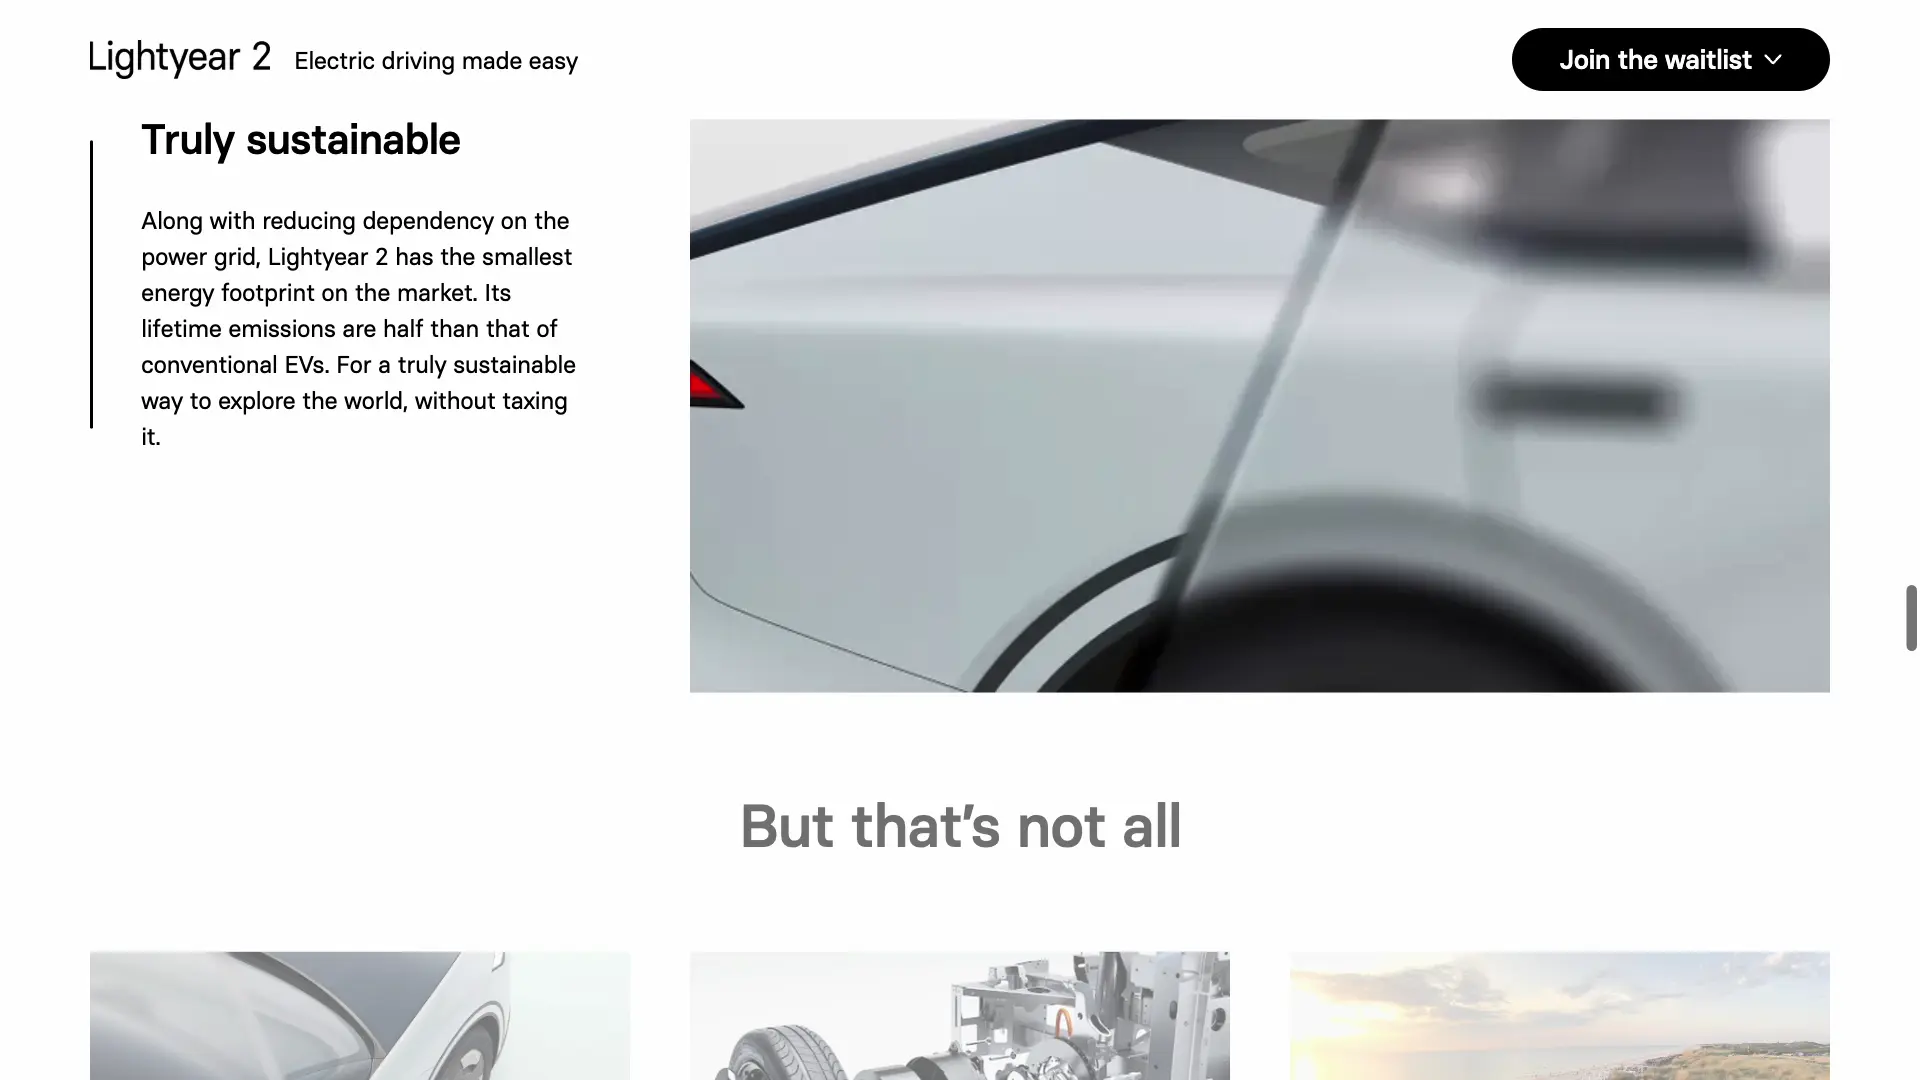 Lightyear 2 Electric driving made easy
Join the waitlist
Truly sustainable
Along with reducing dependency on the
power grid, Lightyear 2 has the smallest
energy footprint on the market. Its
lifetime emissions are half than that of
conventional EVs. For a truly sustainable
way to explore the world, without taxing
it.
But that’s not all